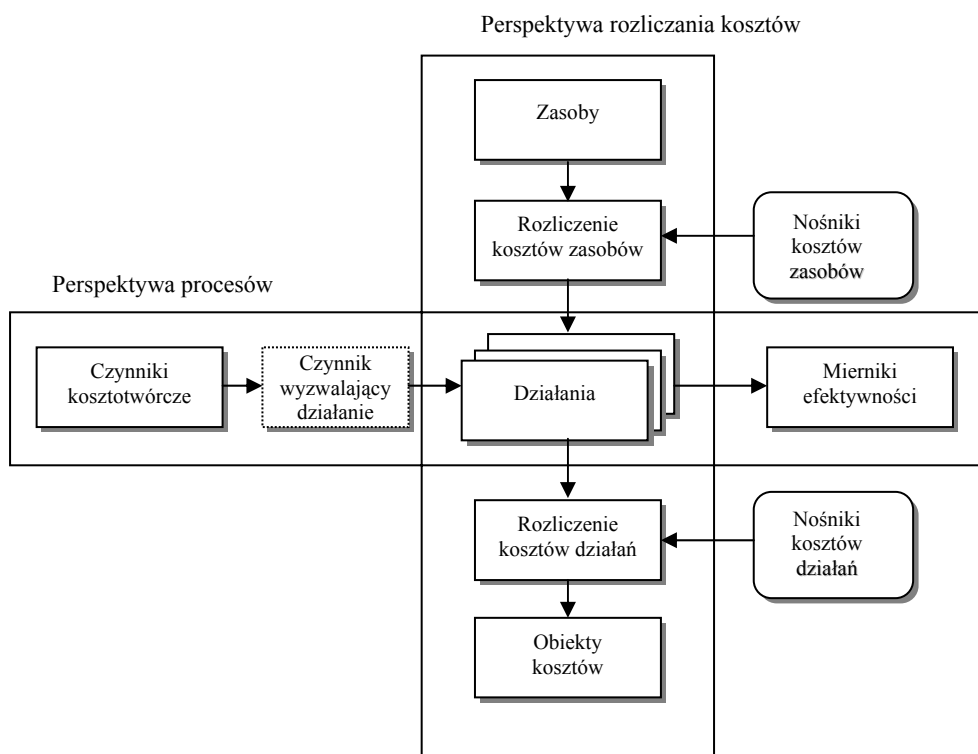 Perspektywa rozliczania kosztów
Zasoby
Rozliczenie
kosztów zasobów
Nośniki
kosztów
zasobów
Perspektywa procesów
Czynniki
kosztotwórcze
Czynnik
wyzwalający
działanie
Działania
Mierniki
efektywności
Rozliczenie
kosztów działań
Nośniki
kosztów
działań
Obiekty
kosztów